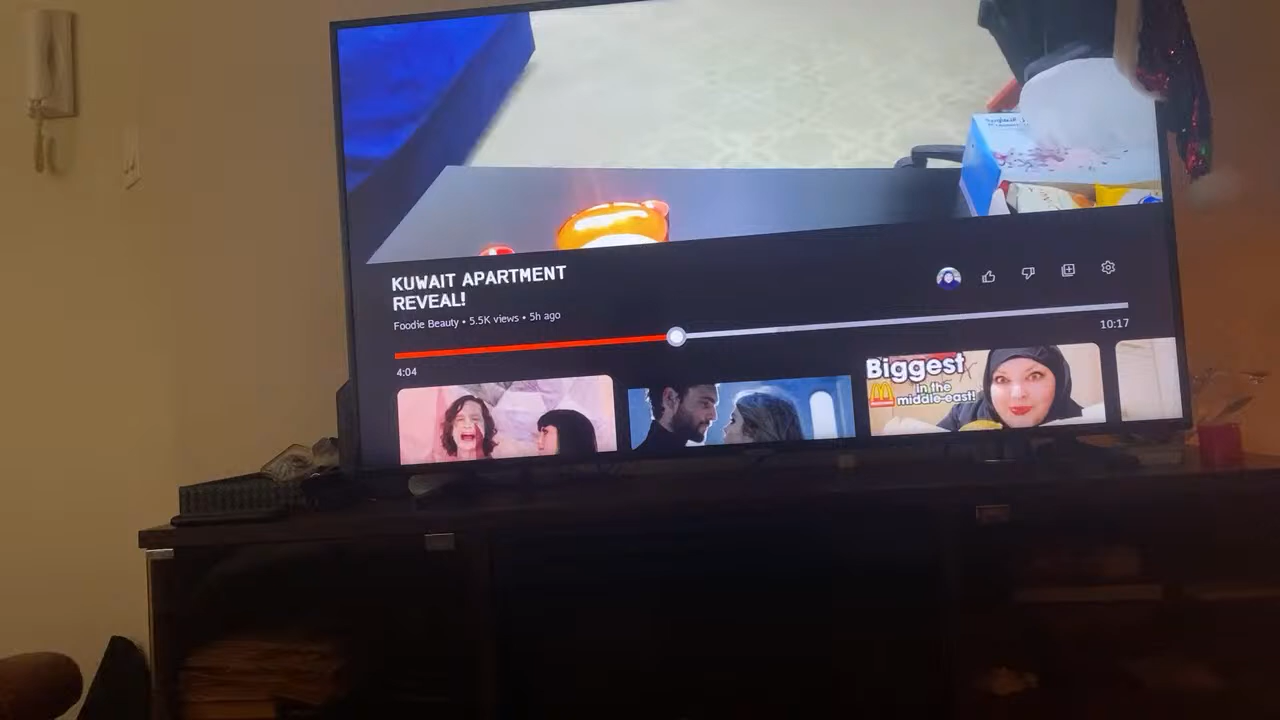 KUWAIT APARTMENT
REVEAL!
Foodie Beauty • 5.5K views • 5h ago
4:04
10:17
Biggest
in the
middle-east!